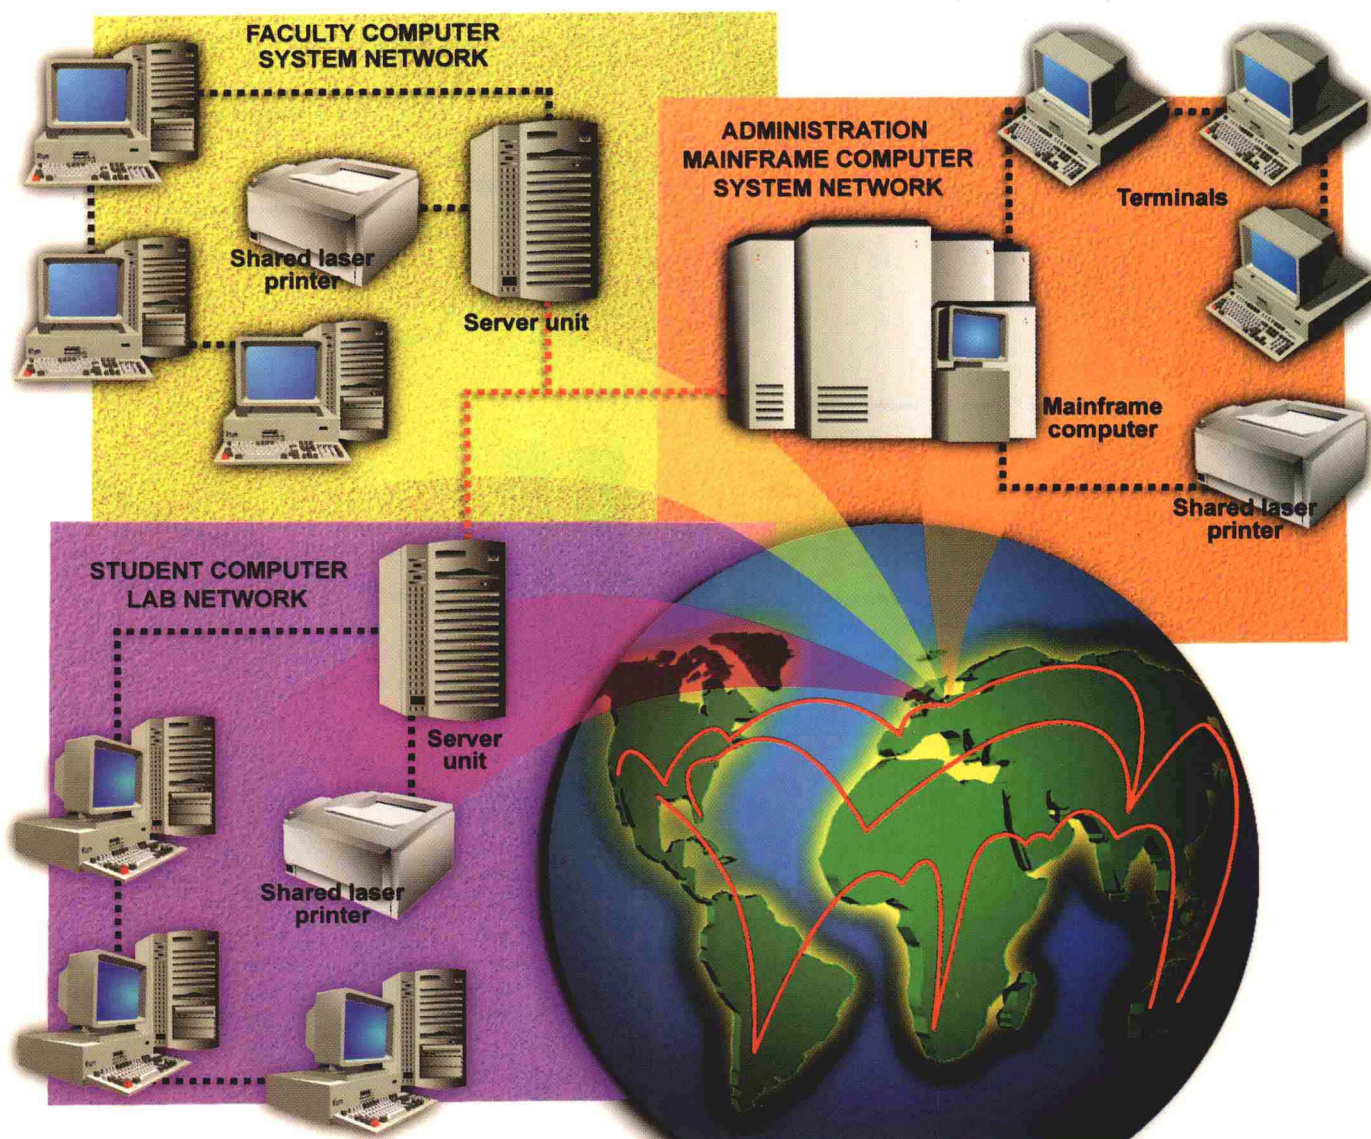 FACULTY COMPUTER
SYSTEM NETWORK
Shared laser
printer
Server unit
ADMINISTRATION
MAINFRAME COMPUTER
SYSTEM NETWORK
Terminals
Mainframe
computer
Shared laser
printer
STUDENT COMPUTER
LAB NETWORK
Server
unit
Shared laser
printer